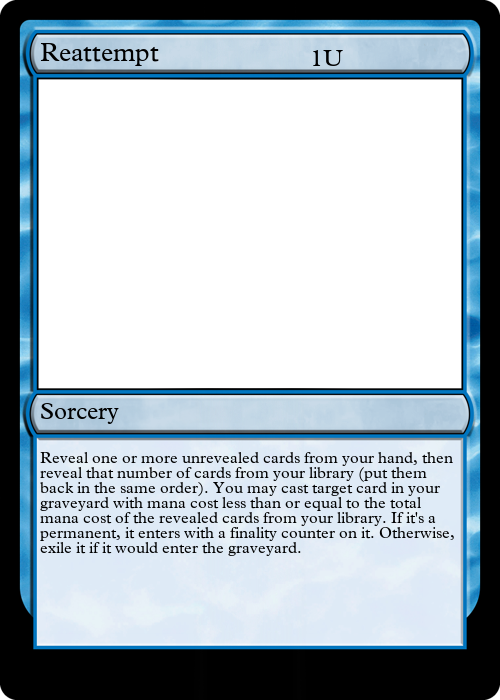 Reattempt 1U
Sorcery
Reveal one or more unrevealed cards from your hand, then
reveal that number of cards from your library (put them
back in the same order). You may cast target card in your
graveyard with mana cost less than or equal to the total
mana cost of the revealed cards from your library. If it's a
permanent, it enters with a finality counter on it. Otherwise,
exile it if it would enter the graveyard.